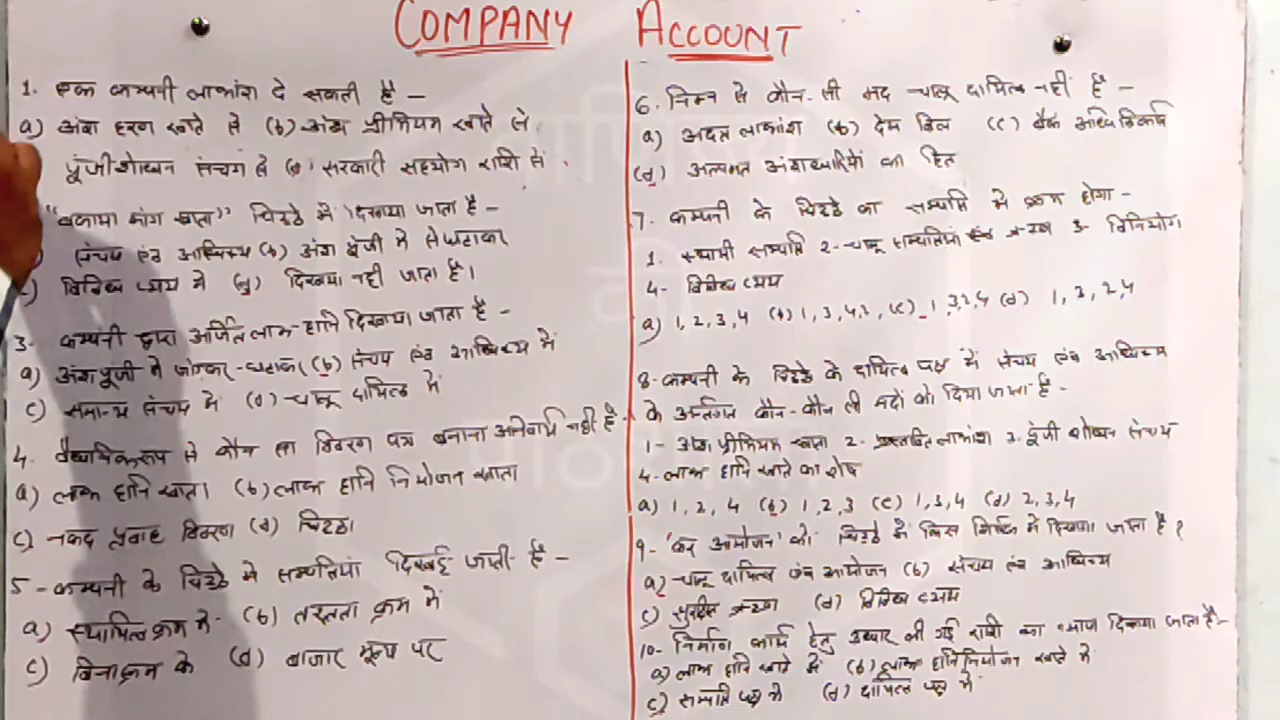 COMPANY ACCOUNT
1. एक कम्पनी लाभांश दे सकती है -
a) अंश हरण खाते से (b) अंश प्रीमियम खाते से
पूंजी शोधन संचय से (d) सरकारी सहयोग राशि से
"बकाया मांग खाता" चिट्ठे में दिखाया जाता है -
संचय एवं आधिक्य (b) अंश पूंजी में से घटाकर
विविध व्यय में (d) दिखाया नहीं जाता है।
3- कम्पनी द्वारा अर्जित लाभ-हानि दिखाया जाता है -
a) अंश पूंजी में जोड़कर-घटाकर (b) संचय एवं आधिक्य में
c) समान्य संचय में (d) चालू दायित्व में
4. वैधानिक रूप से कौन सा विवरण पत्र बनाना अनिवार्य नहीं है-
a) लाभ हानि खाता (b) लाभ हानि नियोजन खाता
c) नकद प्रवाह विवरण (d) चिट्ठा
5- कम्पनी के चिट्ठे में सम्पत्तियां दिखाई जाती है -
a) स्थायित्व क्रम में (b) तरलता क्रम में
c) बिना क्रम के (d) बाजार मूल्य पर
6. निम्न में से कौन-सी मद चालू दायित्व नहीं है -
a) अदत्त लाभांश (b) देय बिल (c) बैंक अधिविकर्ष
(d) अल्पमत अंशधारियों का हित
7. कम्पनी के चिट्ठे का सम्पत्ति में क्रम होगा -
1. स्थायी सम्पत्ति 2- चालू सम्पत्तियां एवं ऋण 3- विनियोग
4- विविध व्यय
a) 1, 2, 3, 4 (b) 1, 3, 4, 2, (c) 1 3,2,4 (d) 1, 3, 2,4
8- कम्पनी के चिट्ठे के दायित्व पक्ष में संचय एवं आधिक्य
के अर्न्तगत कौन-कौन सी मदों को दिया जाता है -
1- अंश प्रीमियम खाता 2- प्रस्तावित लाभांश 3. पूंजी शोधन संचय
4- लाभ हानि खाते का शेष
a) 1, 2, 4 (b) 1, 2, 3 (c) 1,3,4 (d) 2,3,4
9- 'कर आयोजन' को चिट्ठे में किस शीर्षक में दिखाया जाता है?
a) चालू दायित्व एवं आयोजन (b) संचय एवं आधिक्य
c) सुरक्षित ऋण (d) विविध व्यय
10- निर्माण कार्य हेतु उधार ली गई राशि का ब्याज दिखाया जाता है:-
a) लाभ हानि खाते में (b) लाभ हानि नियोजन खाते में
c) सम्पत्ति पक्ष में (d) दायित्व पक्ष में